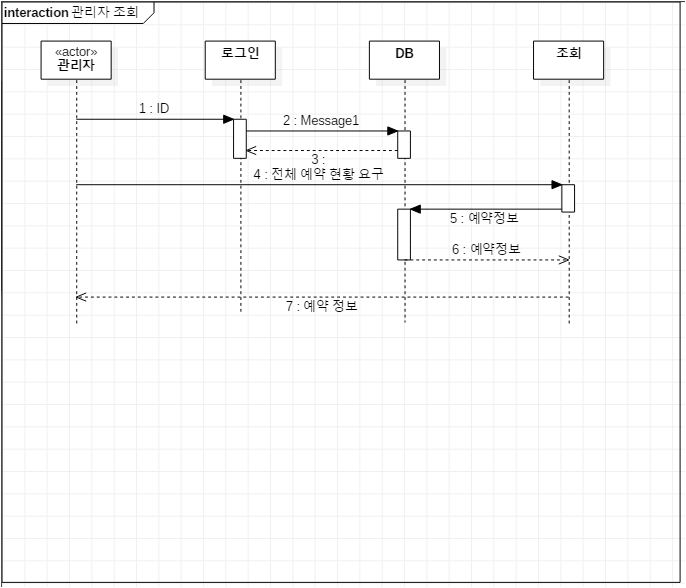 interaction 관리자 조회
«actor»
관리자
로그인
DB
조회
1 : ID
2 : Message1
3 :
4 : 전체 예약 현황 요구
5 : 예약정보
6 : 예약정보
7 : 예약 정보